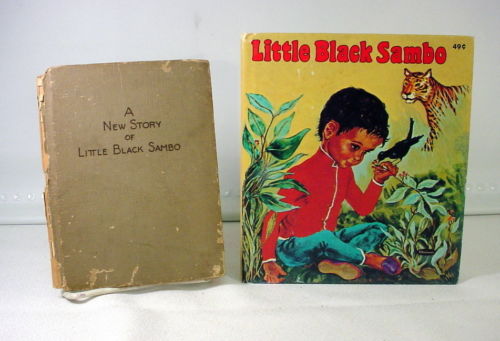 A
NEW STORY
OF
LITTLE BLACK SAMBO
Little Black Sambo
49¢